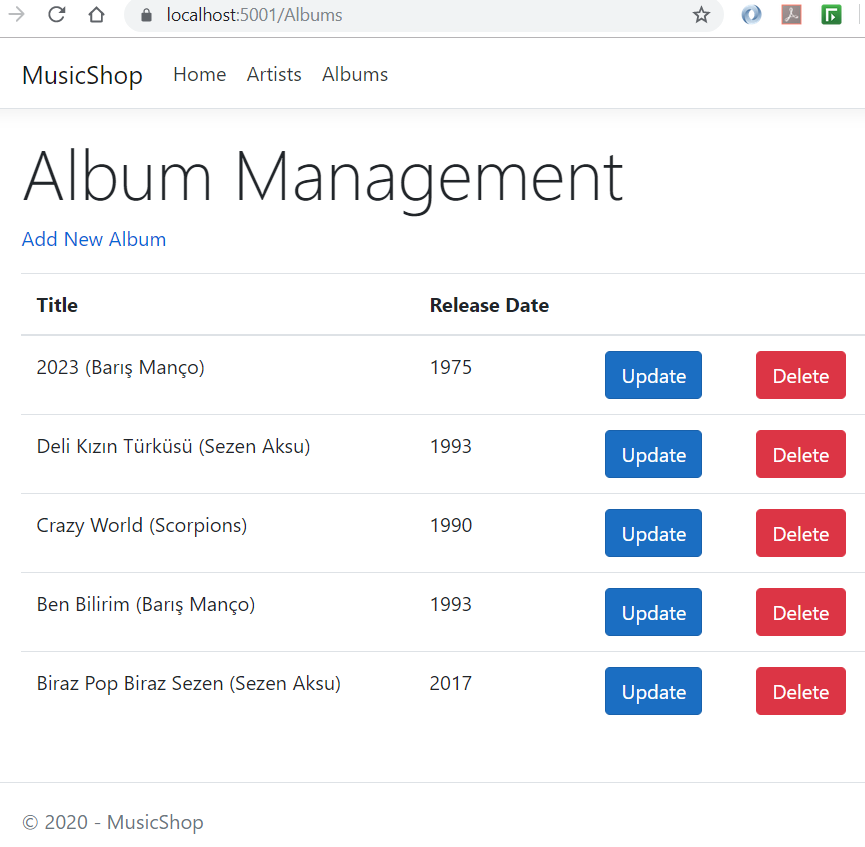 localhost:5001/Albums
MusicShop Home Artists Albums
Album Management
Add New Album
Title Release Date
2023 (Barış Manço) 1975 Update Delete
Deli Kızın Türküsü (Sezen Aksu) 1993 Update Delete
Crazy World (Scorpions) 1990 Update Delete
Ben Bilirim (Barış Manço) 1993 Update Delete
Biraz Pop Biraz Sezen (Sezen Aksu) 2017 Update Delete
© 2020 - MusicShop